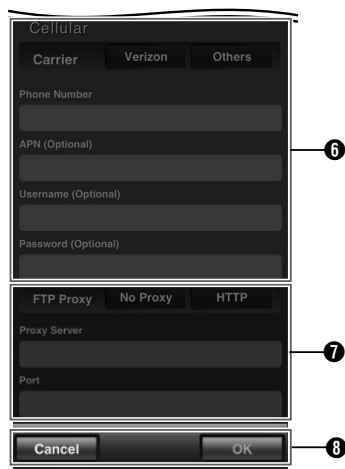 Cellular
Carrier Verizon Others
Phone Number
APN (Optional)
6
Username (Optional)
Password (Optional)
FTP Proxy No Proxy HTTP
Proxy Server
7
Port
Cancel OK 8